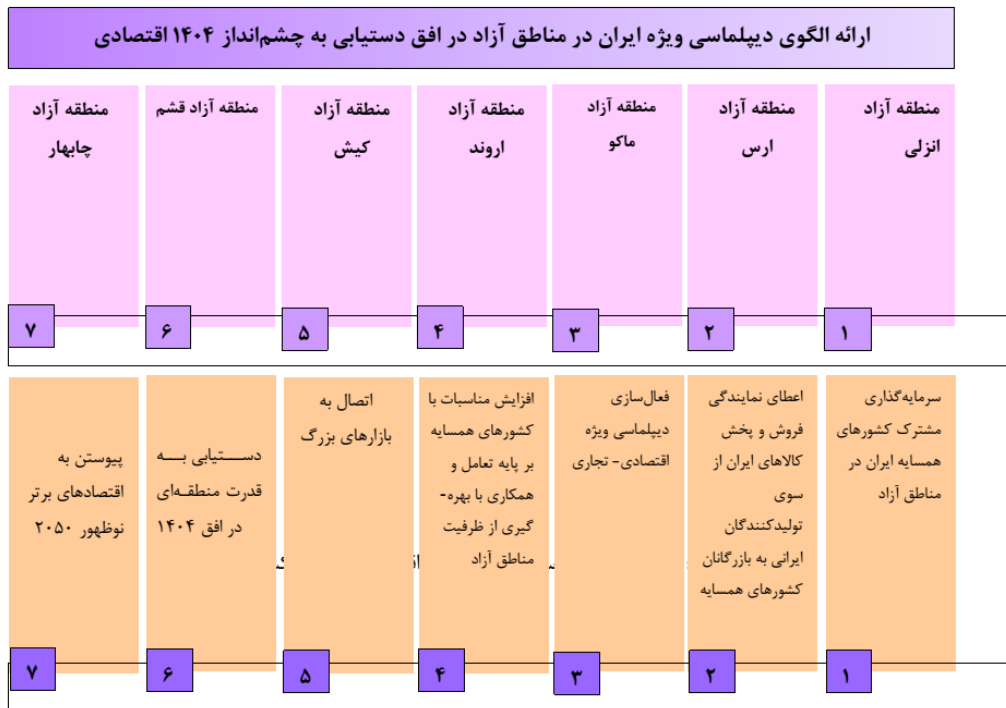 ارائه الگوی دیپلماسی ویژه ایران در مناطق آزاد در افق دستیابی به چشم‌انداز ۱۴۰۴ اقتصادی
منطقه آزاد
انزلی
منطقه آزاد
ارس
منطقه آزاد
ماکو
منطقه آزاد
اروند
منطقه آزاد
کیش
منطقه آزاد قشم
منطقه آزاد
چابهار
۱
۲
۳
۴
۵
۶
۷
سرمایه‌گذاری
مشترک کشورهای
همسایه ایران در
مناطق آزاد
اعطای نمایندگی
فروش و پخش
کالاهای ایران از
سوی
تولیدکنندگان
ایرانی به بازرگانان
کشورهای همسایه
فعال‌سازی
دیپلماسی ویژه
اقتصادی- تجاری
افزایش مناسبات با
کشورهای همسایه
بر پایه تعامل و
همکاری با بهره-
گیری از ظرفیت
مناطق آزاد
اتصال به
بازارهای بزرگ
دستیابی به
قدرت منطقه‌ای
در افق ۱۴۰۴
پیوستن به
اقتصادهای برتر
نوظهور ۲۰۵۰
۱
۲
۳
۴
۵
۶
۷